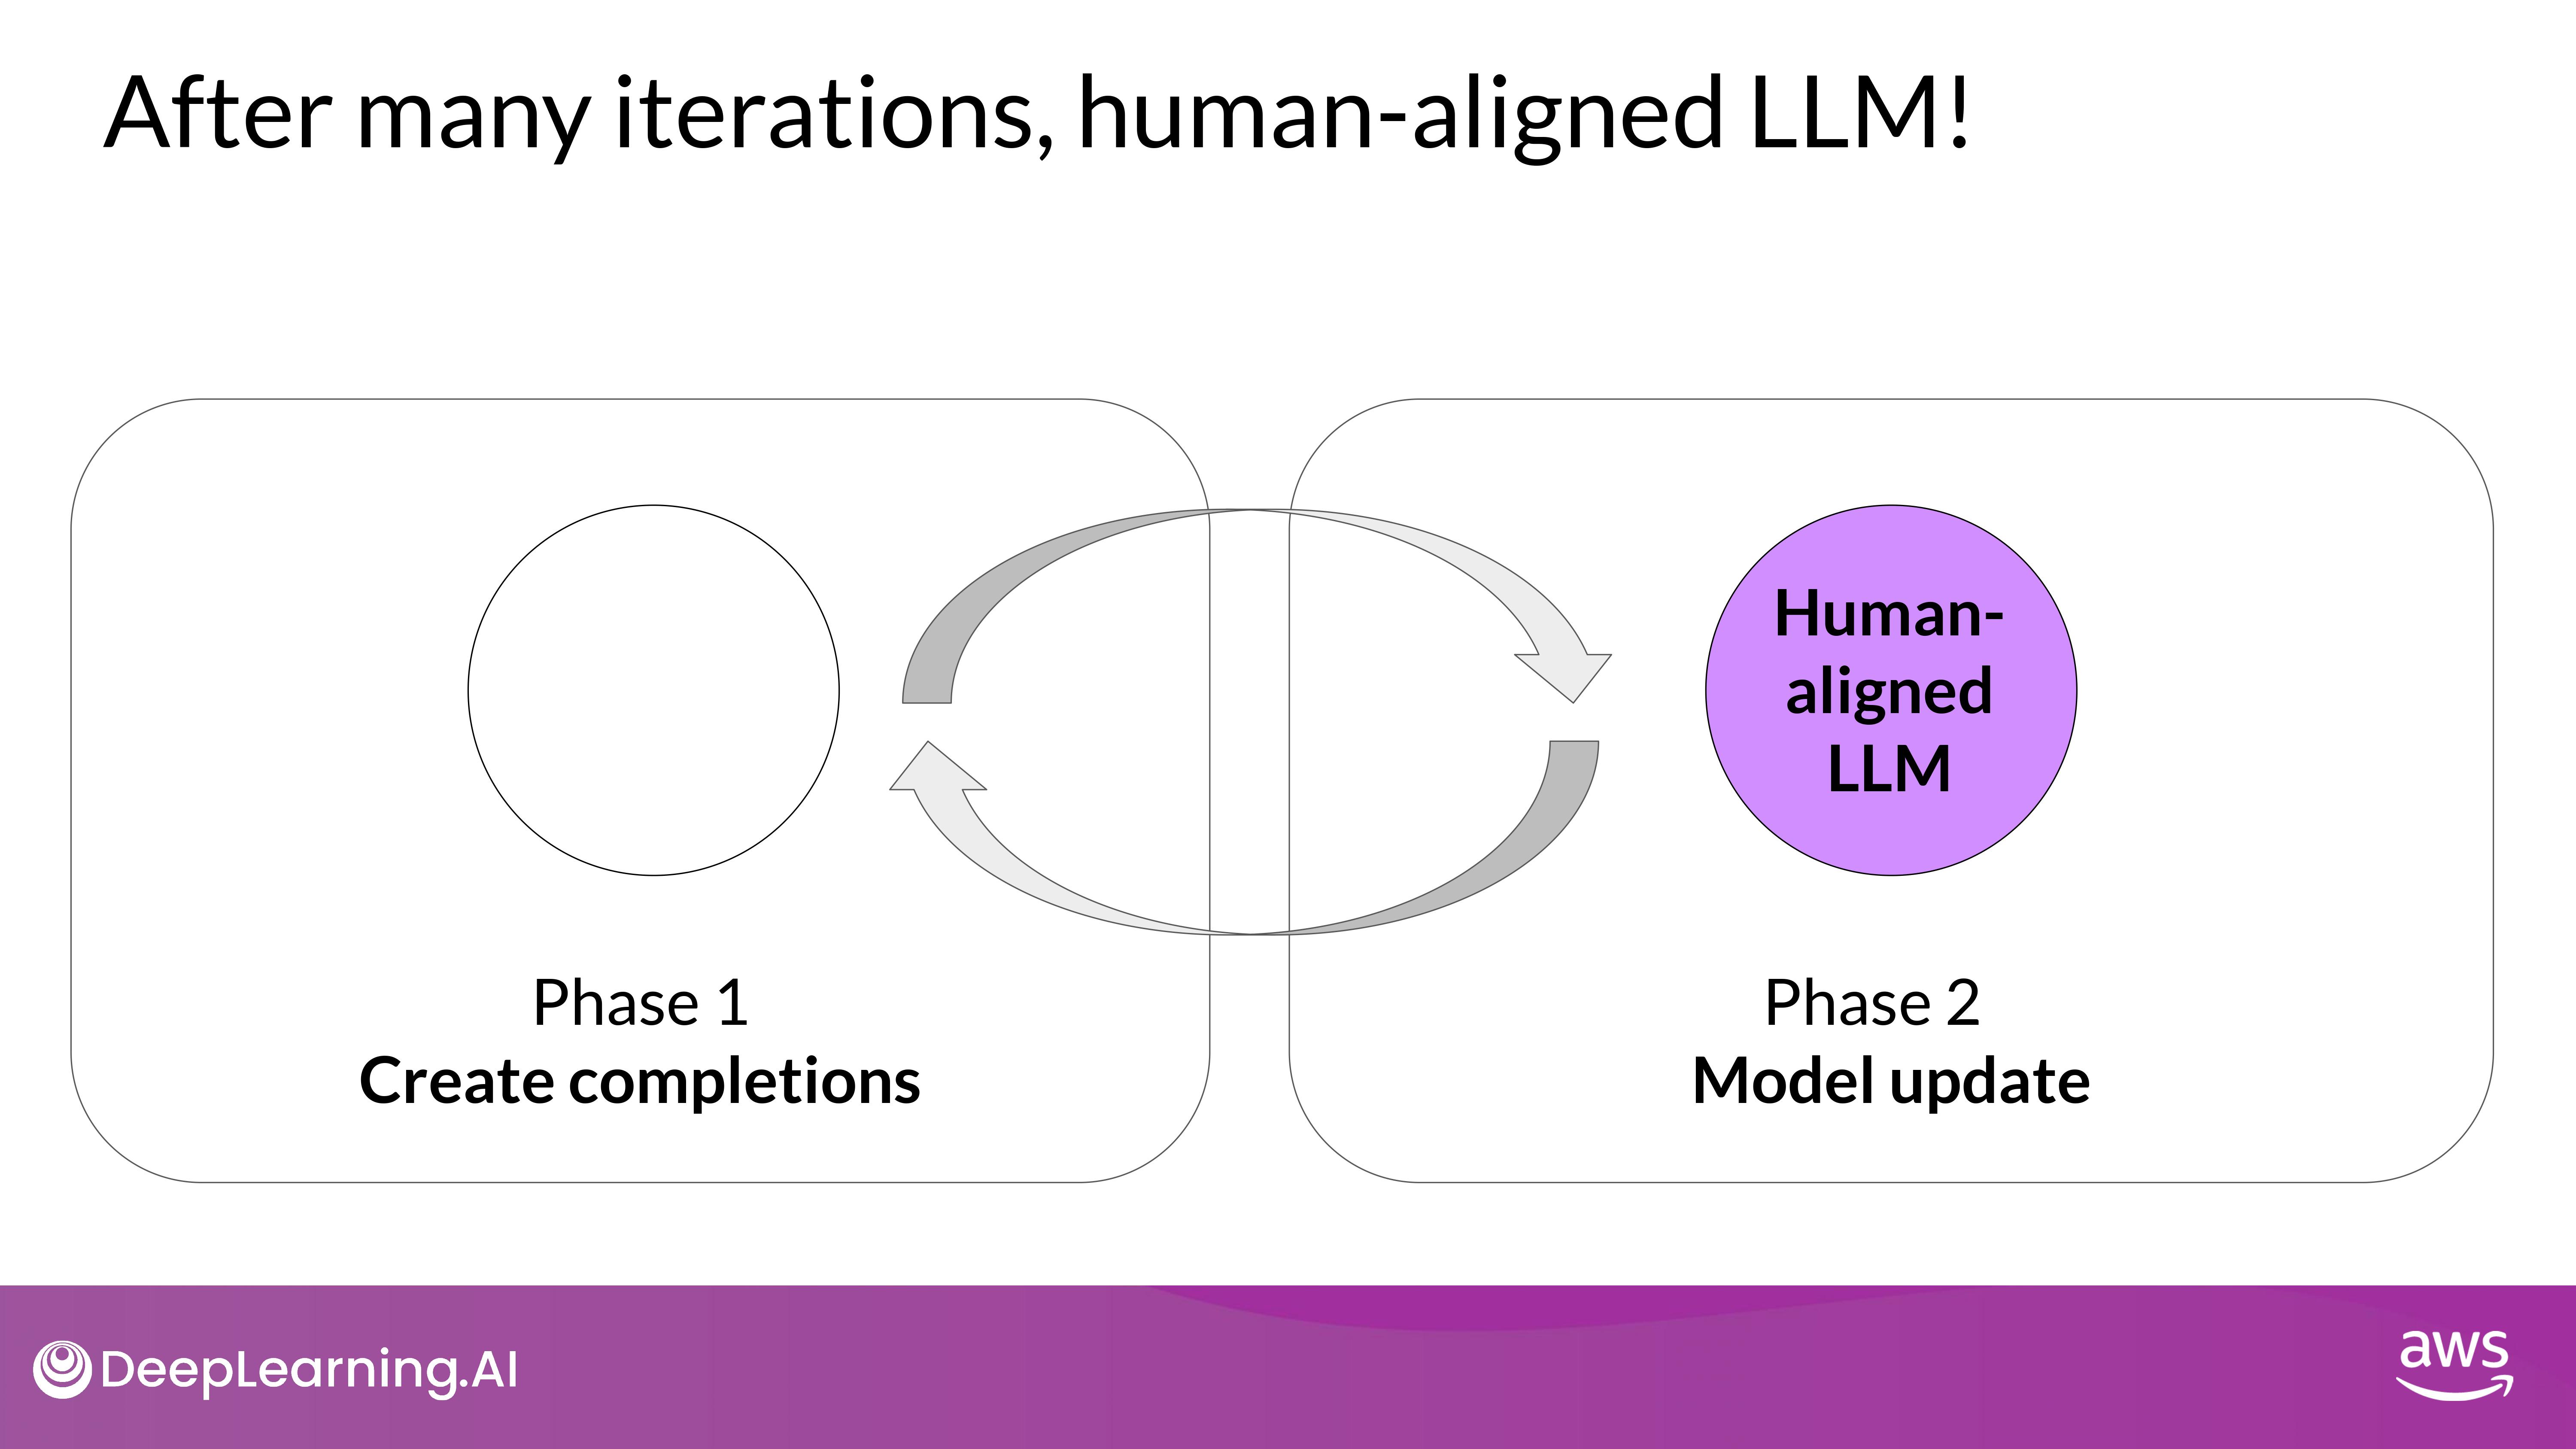 After many iterations, human-aligned LLM!
Human-
aligned
LLM
Phase 1
Create completions
Phase 2
Model update
DeepLearning.AI
aws